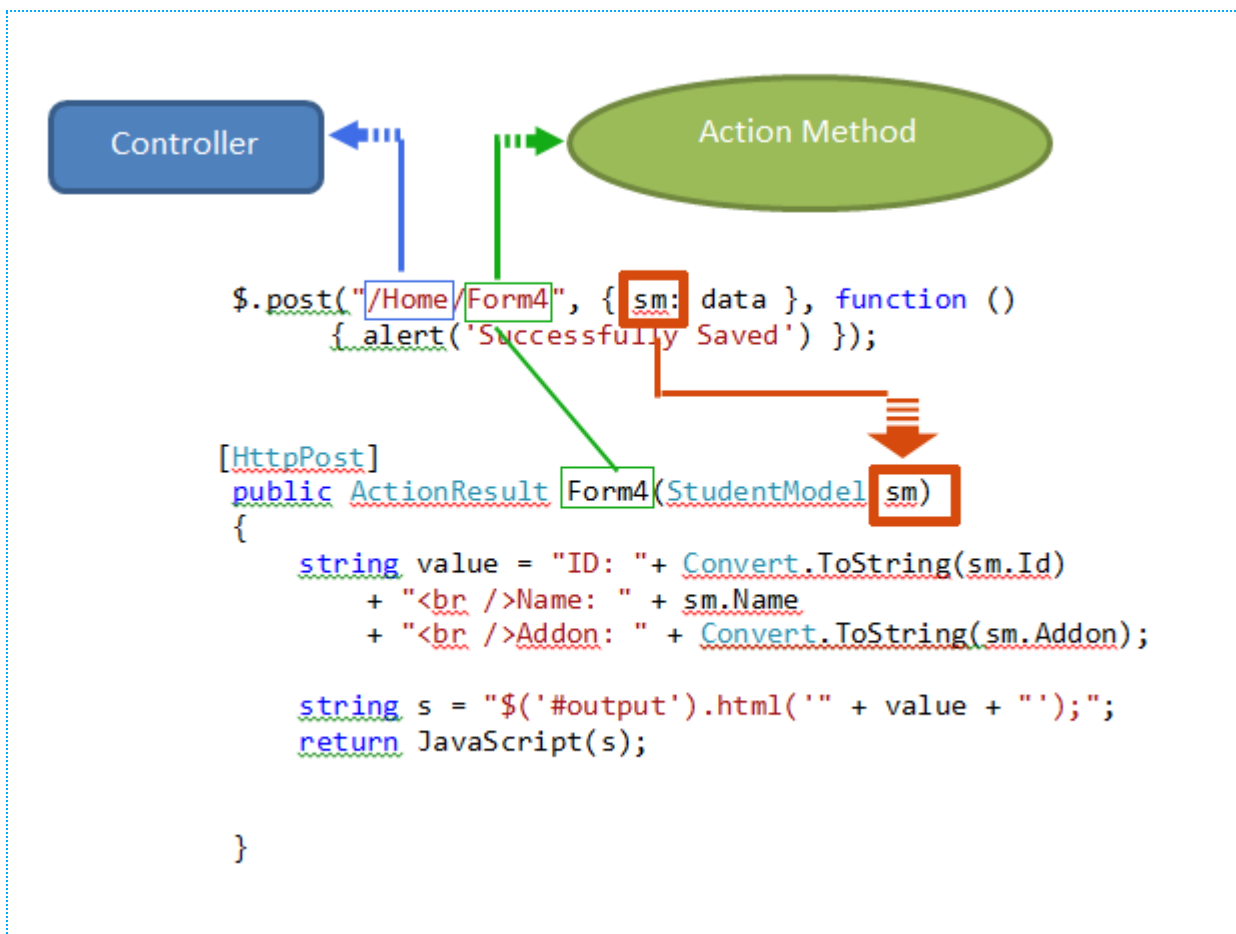 Controller
Action Method
$.post("/Home/Form4", { sm: data }, function ()
{ alert('Successfully Saved') });
[HttpPost]
public ActionResult Form4(StudentModel sm)
{
string value = "ID: "+ Convert.ToString(sm.Id)
+ "<br />Name: " + sm.Name
+ "<br />Addon: " + Convert.ToString(sm.Addon);
string s = "$('#output').html('" + value + "');";
return JavaScript(s);
}